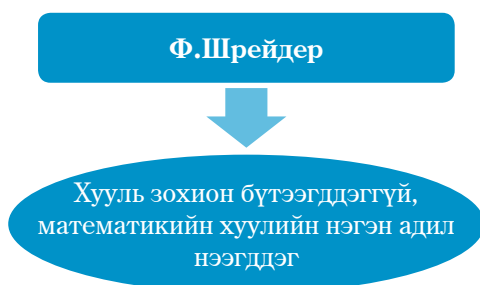 Ф.Шрейдер
Хууль зохион бүтээгддэггүй,
математикийн хуулийн нэгэн адил
нээгддэг